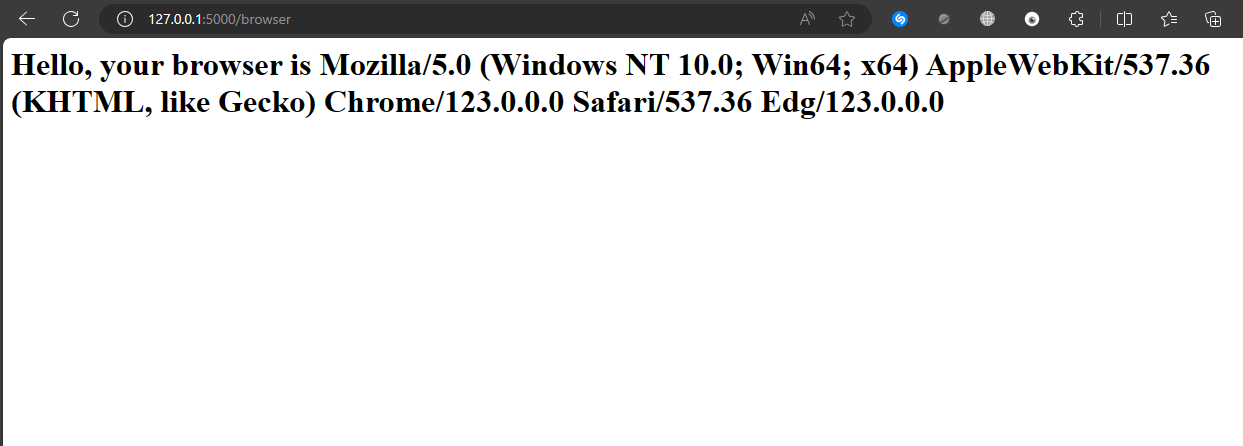 127.0.0.1:5000/browser
Hello, your browser is Mozilla/5.0 (Windows NT 10.0; Win64; x64) AppleWebKit/537.36
(KHTML, like Gecko) Chrome/123.0.0.0 Safari/537.36 Edg/123.0.0.0